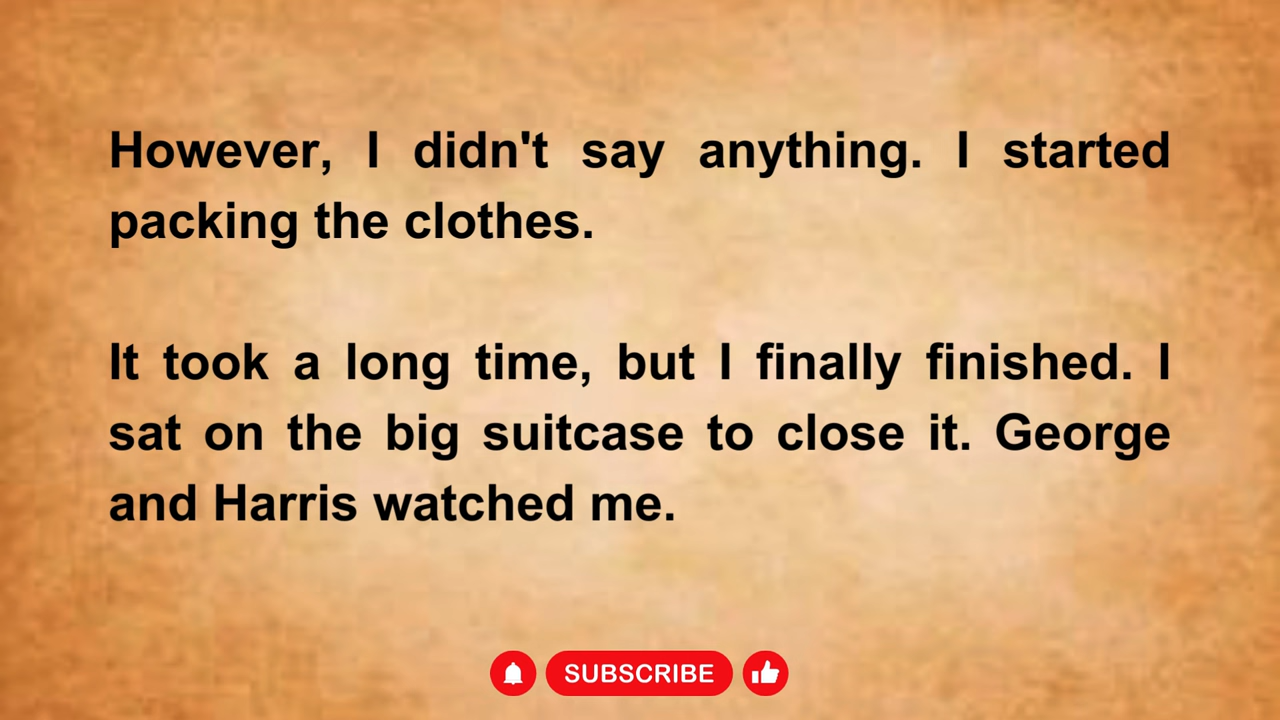 However, I didn't say anything. I started
packing the clothes.
It took a long time, but I finally finished. I
sat on the big suitcase to close it. George
and Harris watched me.
SUBSCRIBE